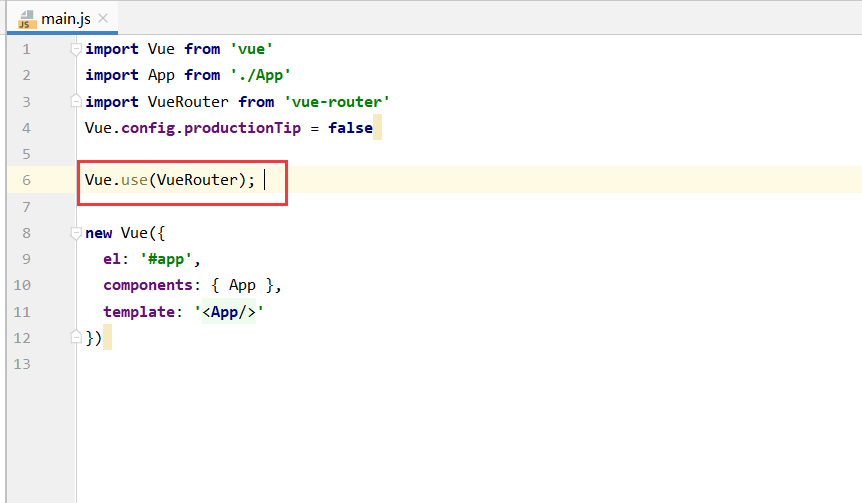 JS main.js
1 import Vue from 'vue'
2 import App from './App'
3 import VueRouter from 'vue-router'
4 Vue.config.productionTip = false
5
6 Vue.use(VueRouter);
7
8 new Vue({
9   el: '#app',
10   components: { App },
11   template: '<App/>'
12 })
13